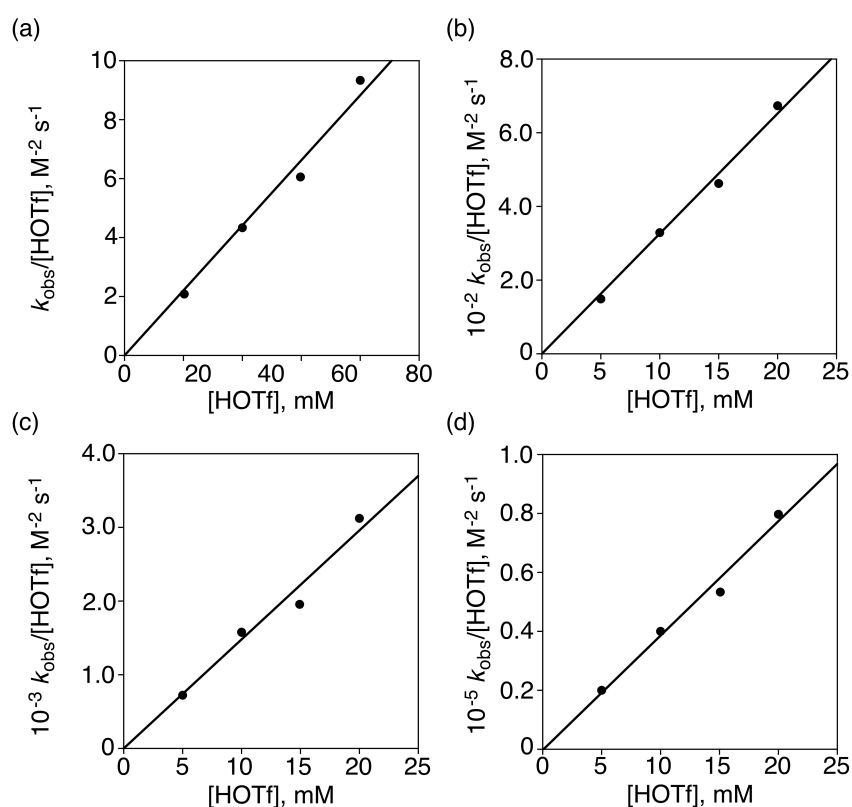 (a)
10
8
6
4
2
0
0 20 40 60 80
k_obs/[HOTf], M⁻² s⁻¹
[HOTf], mM
(b)
8.0
6.0
4.0
2.0
0
0 5 10 15 20 25
10⁻² k_obs/[HOTf], M⁻² s⁻¹
[HOTf], mM
(c)
4.0
3.0
2.0
1.0
0
0 5 10 15 20 25
10⁻³ k_obs/[HOTf], M⁻² s⁻¹
[HOTf], mM
(d)
1.0
0.8
0.6
0.4
0.2
0
0 5 10 15 20 25
10⁻⁵ k_obs/[HOTf], M⁻² s⁻¹
[HOTf], mM